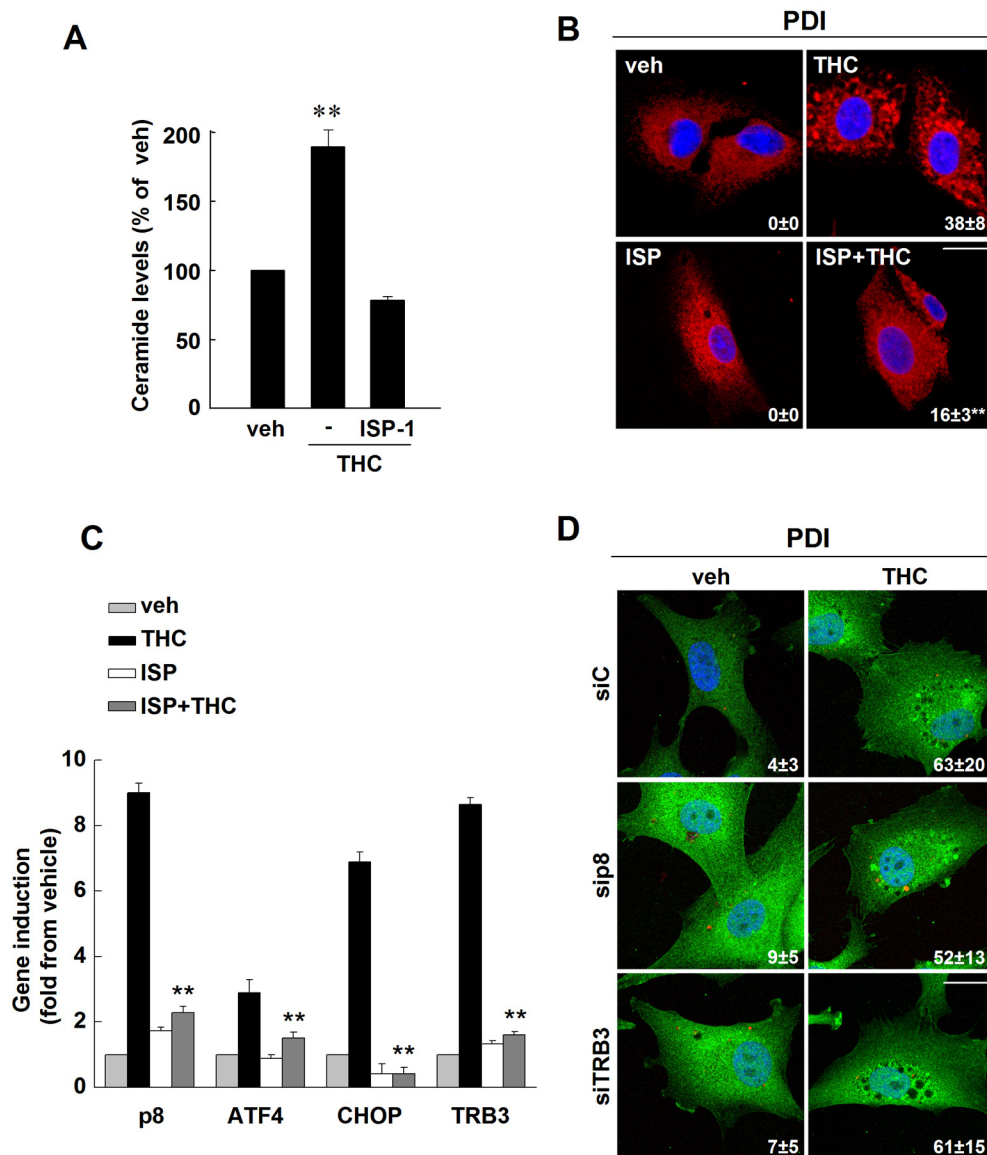 A
Ceramide levels (% of veh)
200
150
100
50
0
**
veh
-
ISP-1
THC
B
PDI
veh
THC
0±0
38±8
ISP
ISP+THC
0±0
16±3**
C
veh
THC
ISP
ISP+THC
Gene induction
(fold from vehicle)
10
8
6
4
2
0
**
**
**
**
p8
ATF4
CHOP
TRB3
D
PDI
veh
THC
siC
4±3
63±20
sip8
9±5
52±13
siTRB3
7±5
61±15